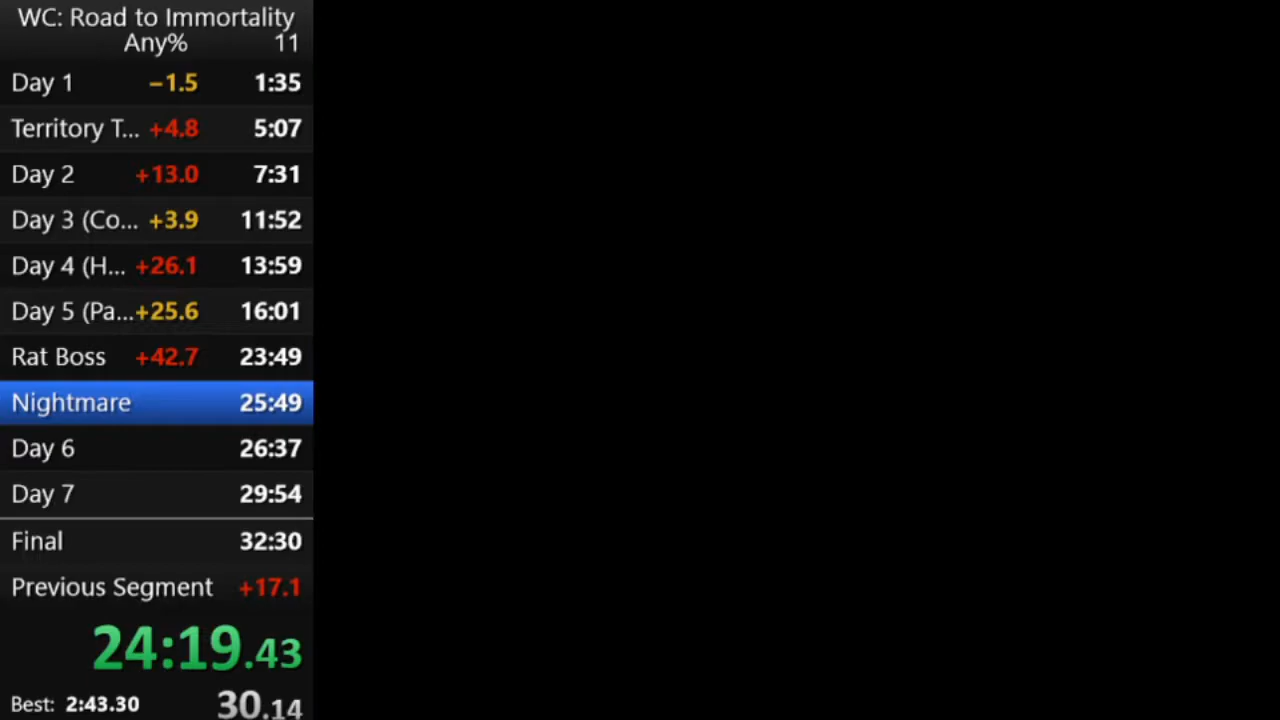 WC: Road to Immortality
Any% 11
Day 1 −1.5 1:35
Territory T... +4.8 5:07
Day 2 +13.0 7:31
Day 3 (Co... +3.9 11:52
Day 4 (H... +26.1 13:59
Day 5 (Pa... +25.6 16:01
Rat Boss +42.7 23:49
Nightmare 25:49
Day 6 26:37
Day 7 29:54
Final 32:30
Previous Segment +17.1
24:19.43
Best: 2:43.30 30.14